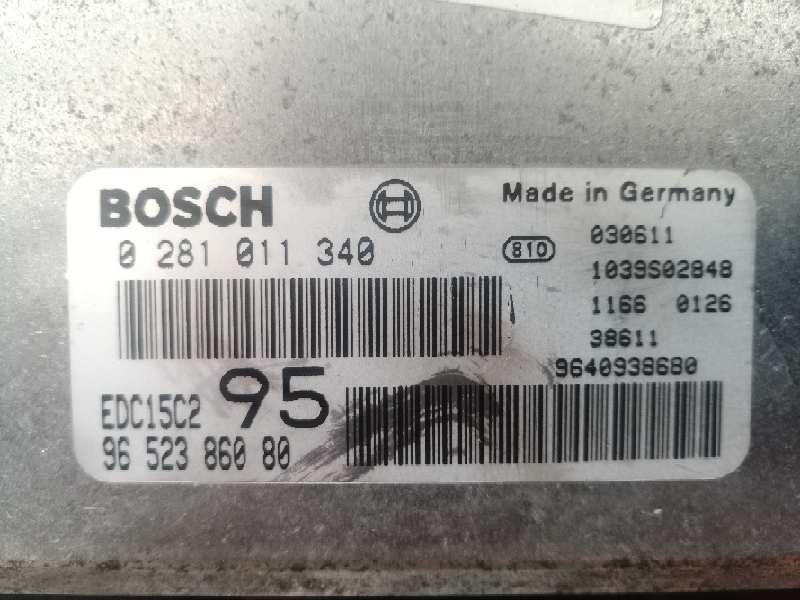 BOSCH
Made in Germany
0 281 011 340
810
030611
1039S02848
1166 0126
38611
9640938680
EDC15C2 95
96 523 860 80